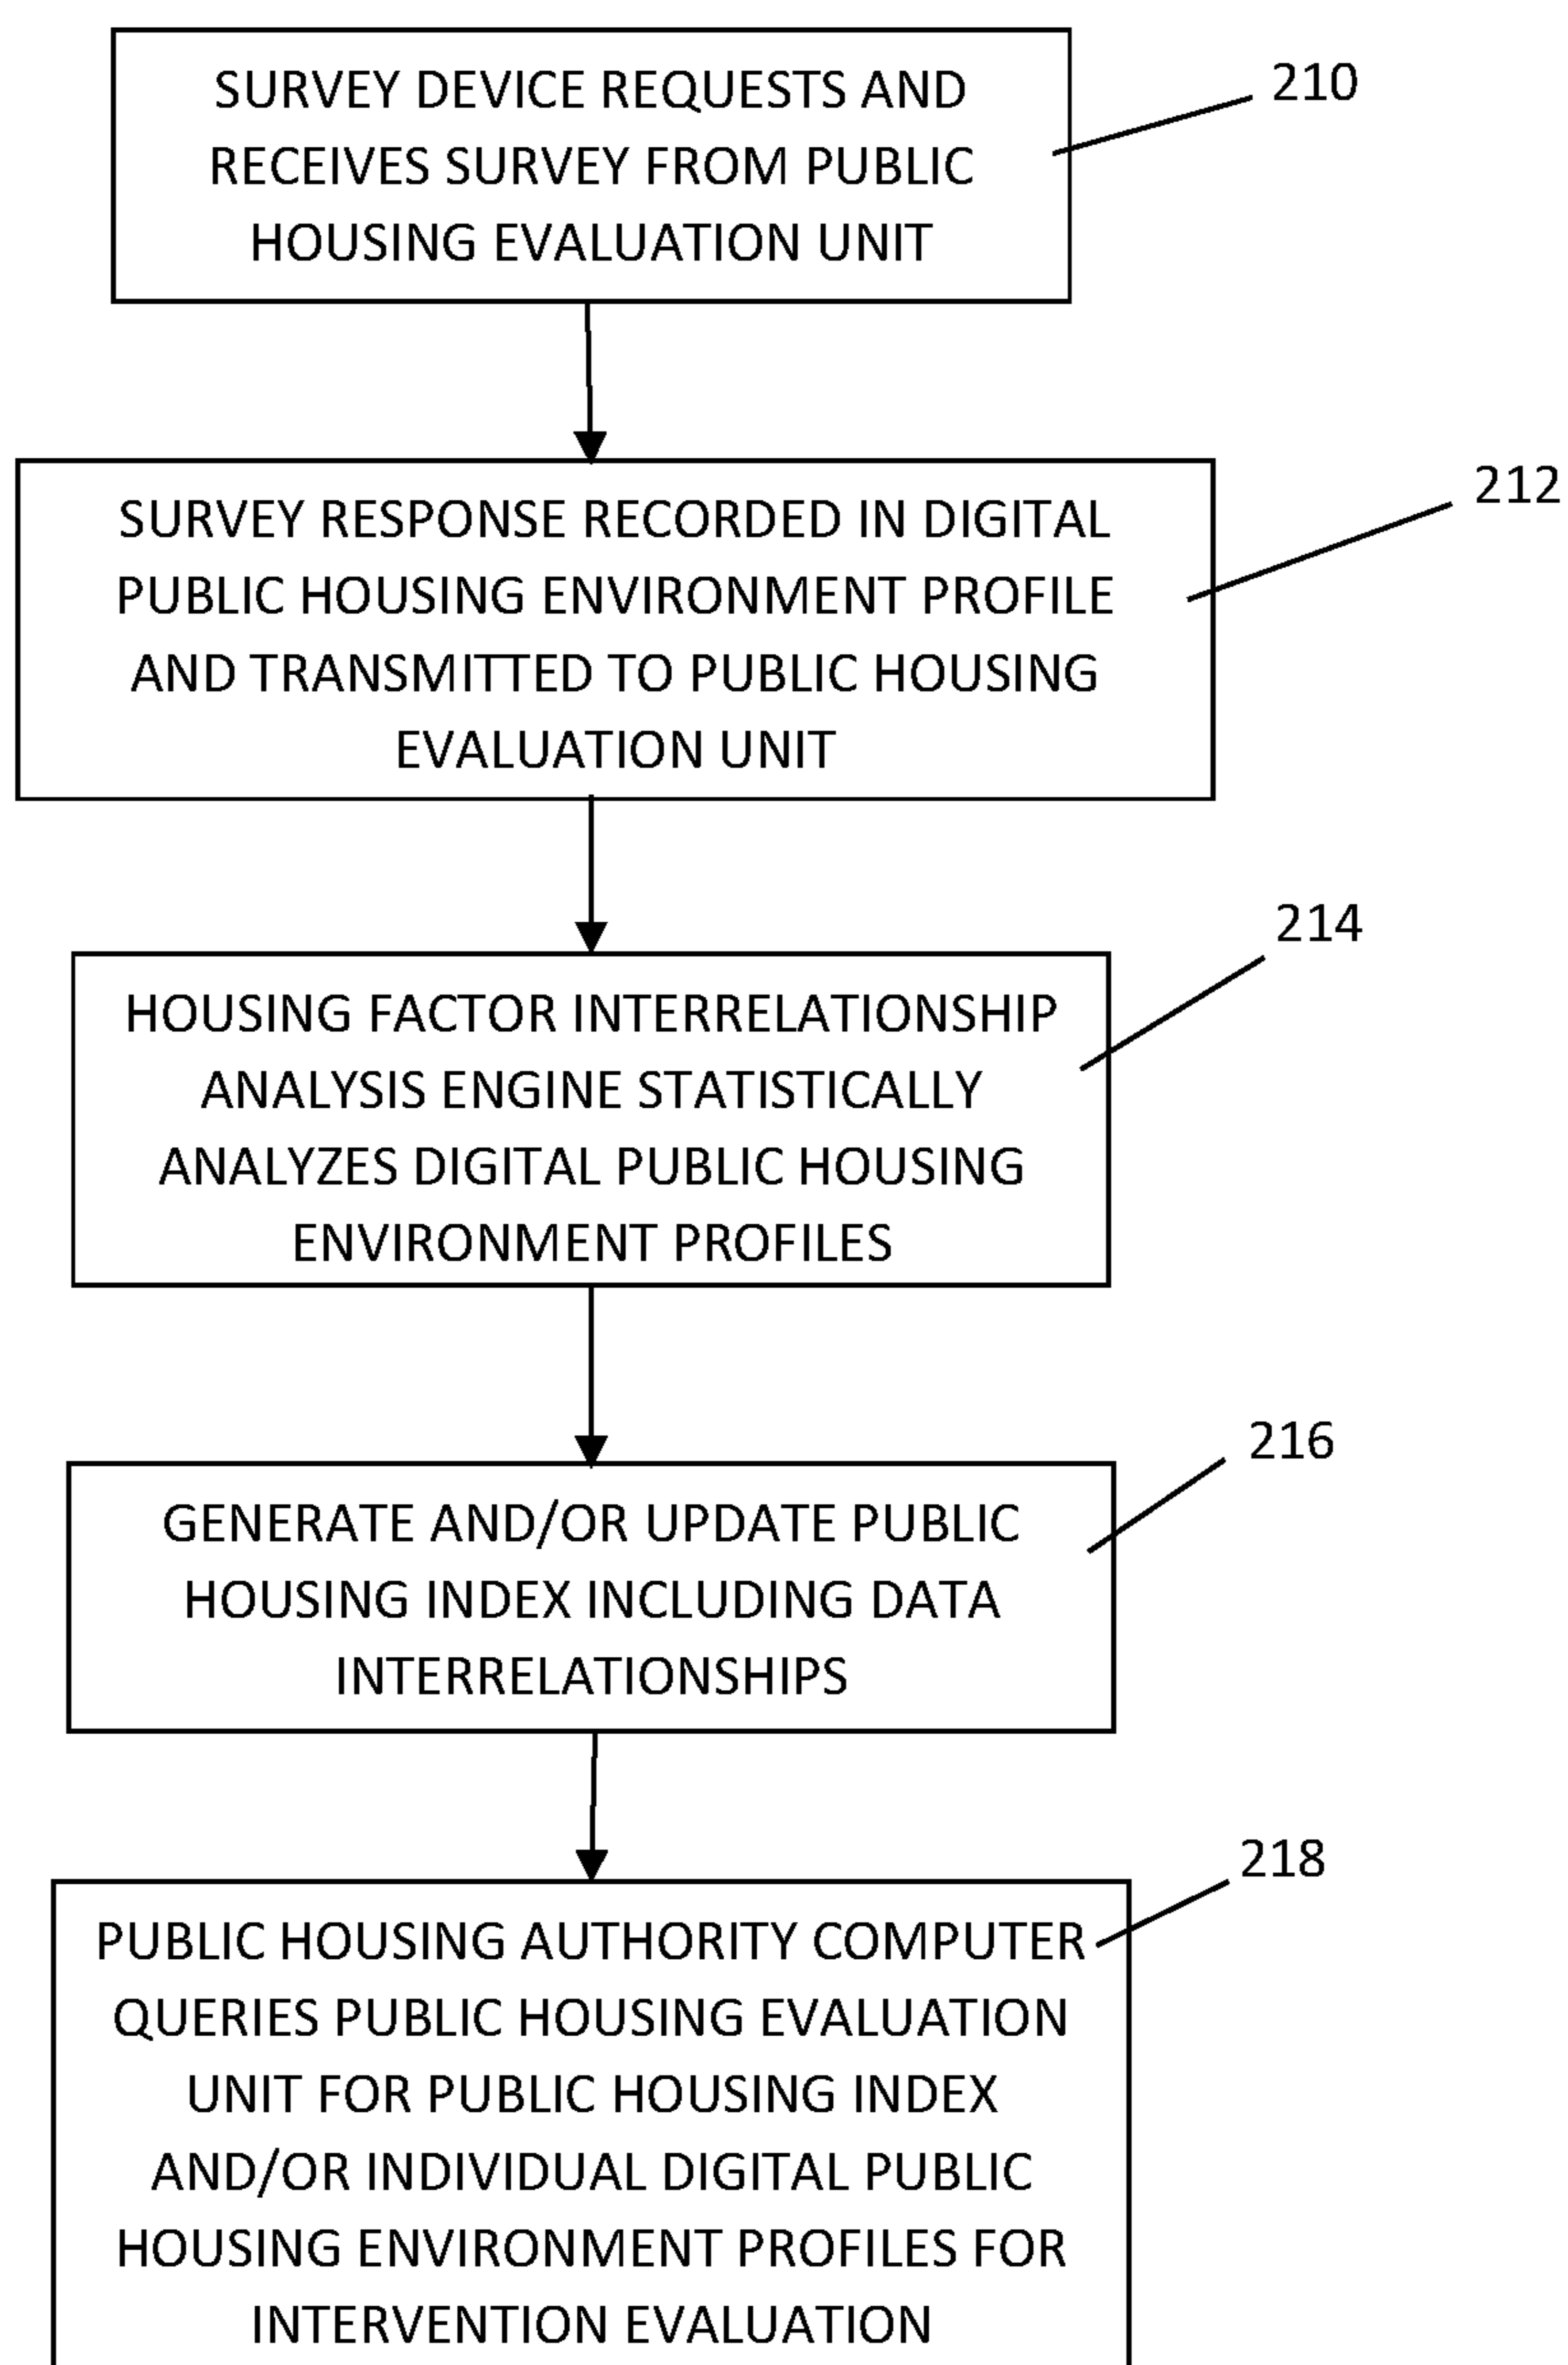 SURVEY DEVICE REQUESTS AND
RECEIVES SURVEY FROM PUBLIC
HOUSING EVALUATION UNIT
210
SURVEY RESPONSE RECORDED IN DIGITAL
PUBLIC HOUSING ENVIRONMENT PROFILE
AND TRANSMITTED TO PUBLIC HOUSING
EVALUATION UNIT
212
HOUSING FACTOR INTERRELATIONSHIP
ANALYSIS ENGINE STATISTICALLY
ANALYZES DIGITAL PUBLIC HOUSING
ENVIRONMENT PROFILES
214
GENERATE AND/OR UPDATE PUBLIC
HOUSING INDEX INCLUDING DATA
INTERRELATIONSHIPS
216
PUBLIC HOUSING AUTHORITY COMPUTER
QUERIES PUBLIC HOUSING EVALUATION
UNIT FOR PUBLIC HOUSING INDEX
AND/OR INDIVIDUAL DIGITAL PUBLIC
HOUSING ENVIRONMENT PROFILES FOR
INTERVENTION EVALUATION
218